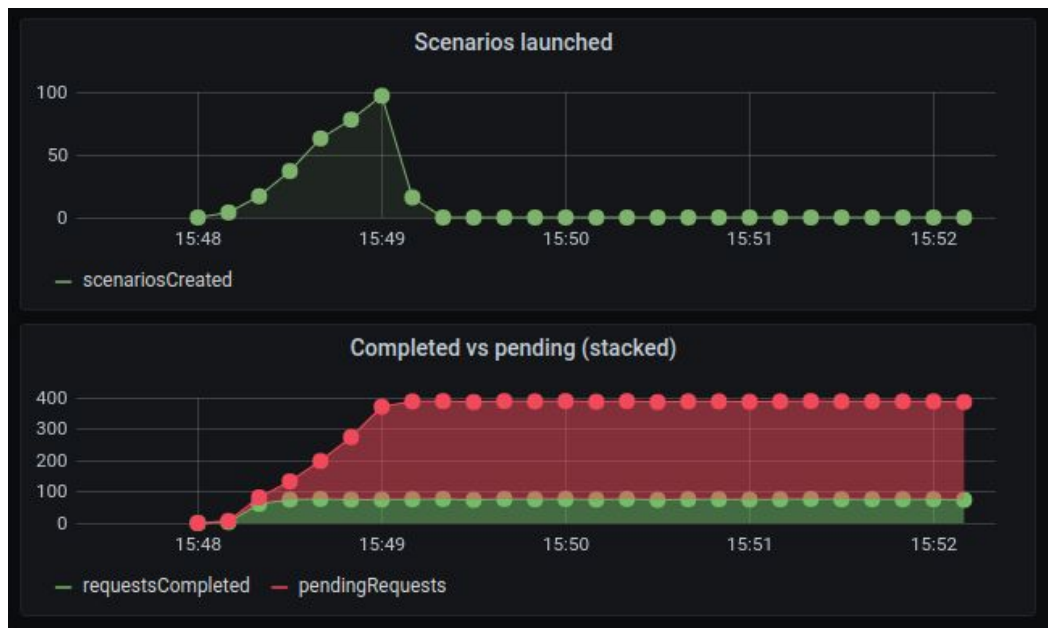 Scenarios launched
100
50
0
15:48 15:49 15:50 15:51 15:52
scenariosCreated
Completed vs pending (stacked)
400
300
200
100
0
15:48 15:49 15:50 15:51 15:52
requestsCompleted pendingRequests